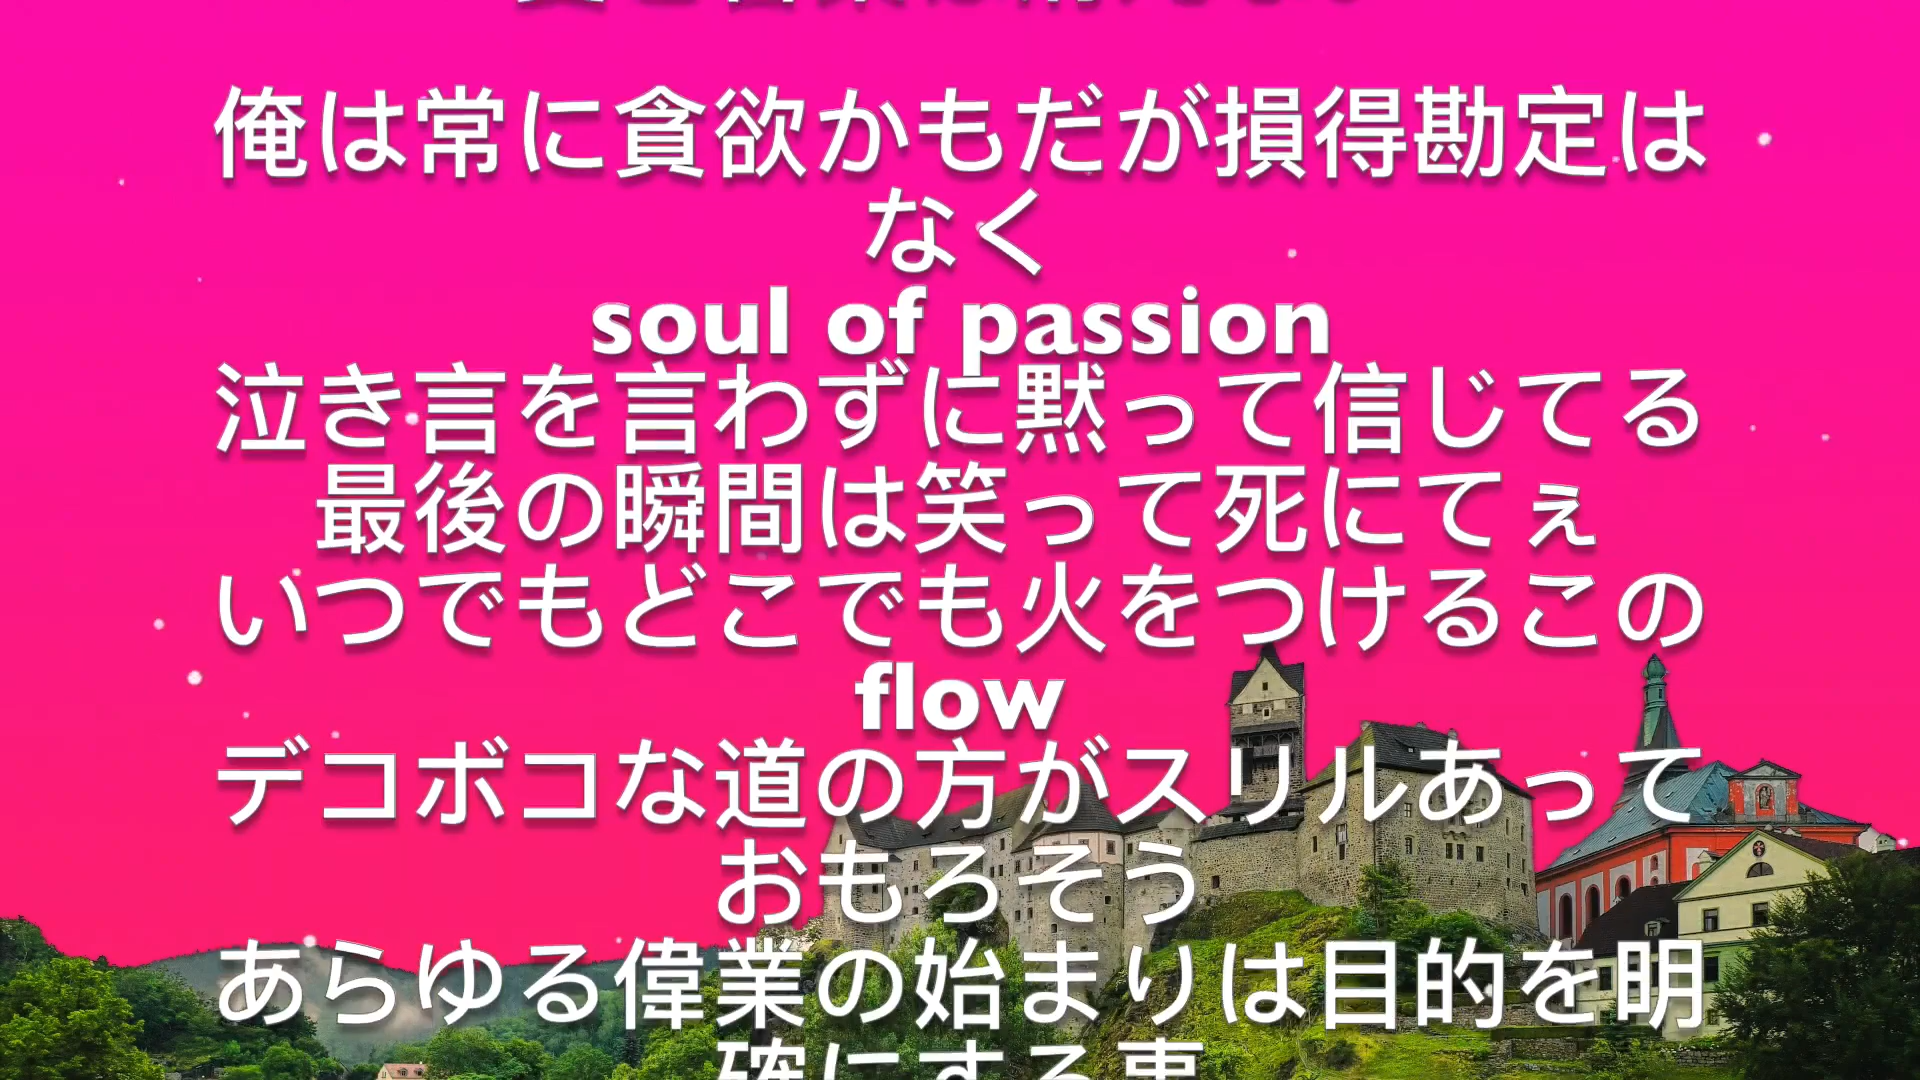 俺は常に貪欲かもだが損得勘定は
なく
soul of passion
泣き言を言わずに黙って信じてる
最後の瞬間は笑って死にてぇ
いつでもどこでも火をつけるこの
flow
デコボコな道の方がスリルあって
おもろそう
あらゆる偉業の始まりは目的を明
確にする事